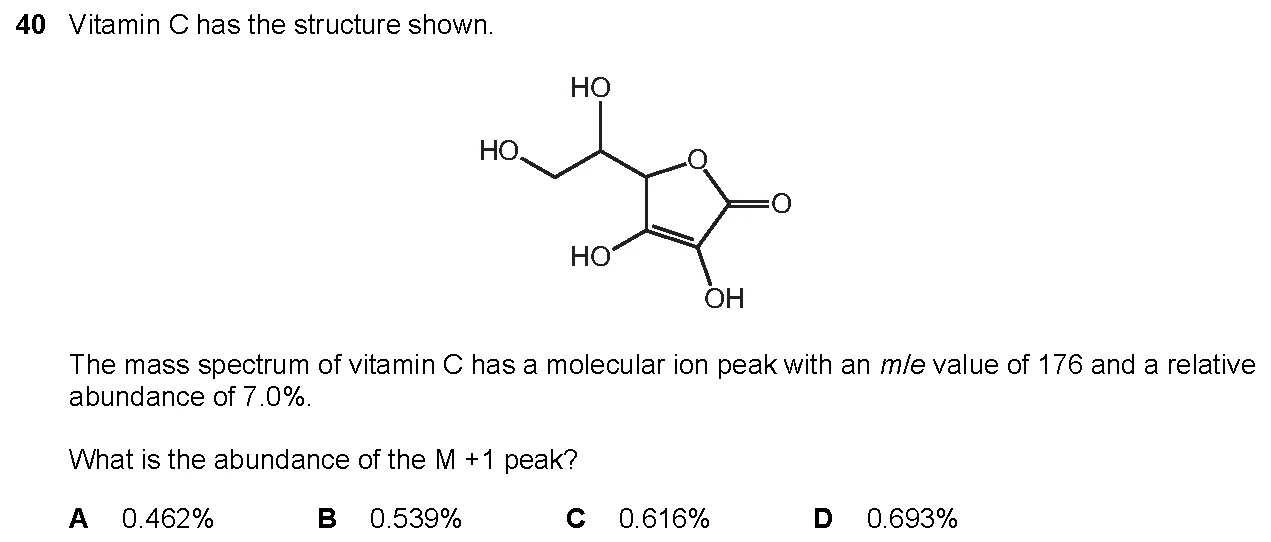 40 Vitamin C has the structure shown.
HO
HO
O
O
HO
OH
The mass spectrum of vitamin C has a molecular ion peak with an m/e value of 176 and a relative
abundance of 7.0%.
What is the abundance of the M +1 peak?
A 0.462% B 0.539% C 0.616% D 0.693%